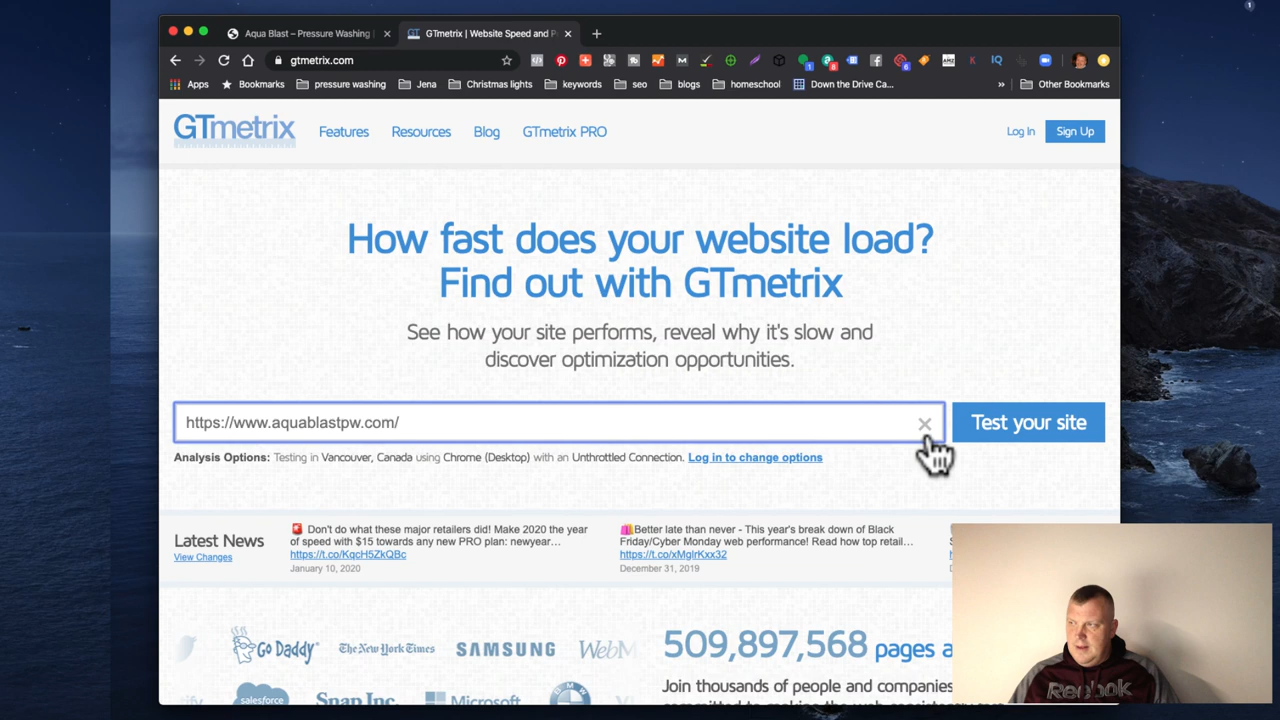 Aqua Blast – Pressure Washing
GTmetrix | Website Speed and P
gtmetrix.com
Apps
Bookmarks
pressure washing
Jena
Christmas lights
keywords
seo
blogs
homeschool
Down the Drive Ca...
»
Other Bookmarks
GTmetrix
Features
Resources
Blog
GTmetrix PRO
Log In
Sign Up
How fast does your website load?
Find out with GTmetrix
See how your site performs, reveal why it's slow and
discover optimization opportunities.
https://www.aquablastpw.com/
Test your site
Analysis Options: Testing in Vancouver, Canada using Chrome (Desktop) with an Unthrottled Connection. Log in to change options
Latest News
View Changes
🚨 Don't do what these major retailers did! Make 2020 the year
of speed with $15 towards any new PRO plan: newyear…
https://t.co/KqcH5ZkQBc
January 10, 2020
🛍️Better late than never - This year's break down of Black
Friday/Cyber Monday web performance! Read how top retail…
https://t.co/xMglrKxx32
December 31, 2019
Go Daddy
The New York Times
SAMSUNG
WebM
salesforce
Snap Inc.
Microsoft
BMW
509,897,568 pages a
Join thousands of people and companies
Reebok